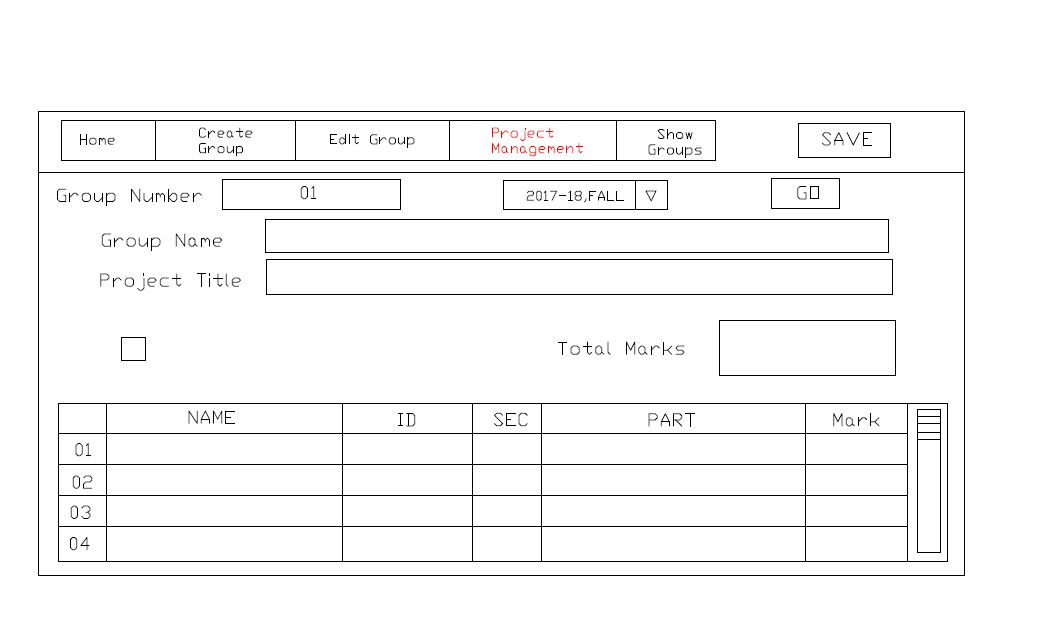 Home
Create
Group
EdIt Group
Project
Management
Show
Groups
SAVE
Group Number
01
2017-18,FALL
GO
Group Name
Project Title
Total Marks
NAME
ID
SEC
PART
Mark
01
02
03
04